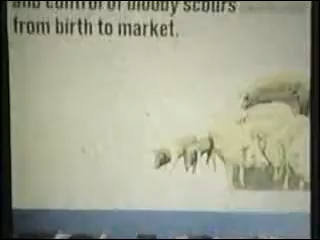 and control of bloody scours
from birth to market.